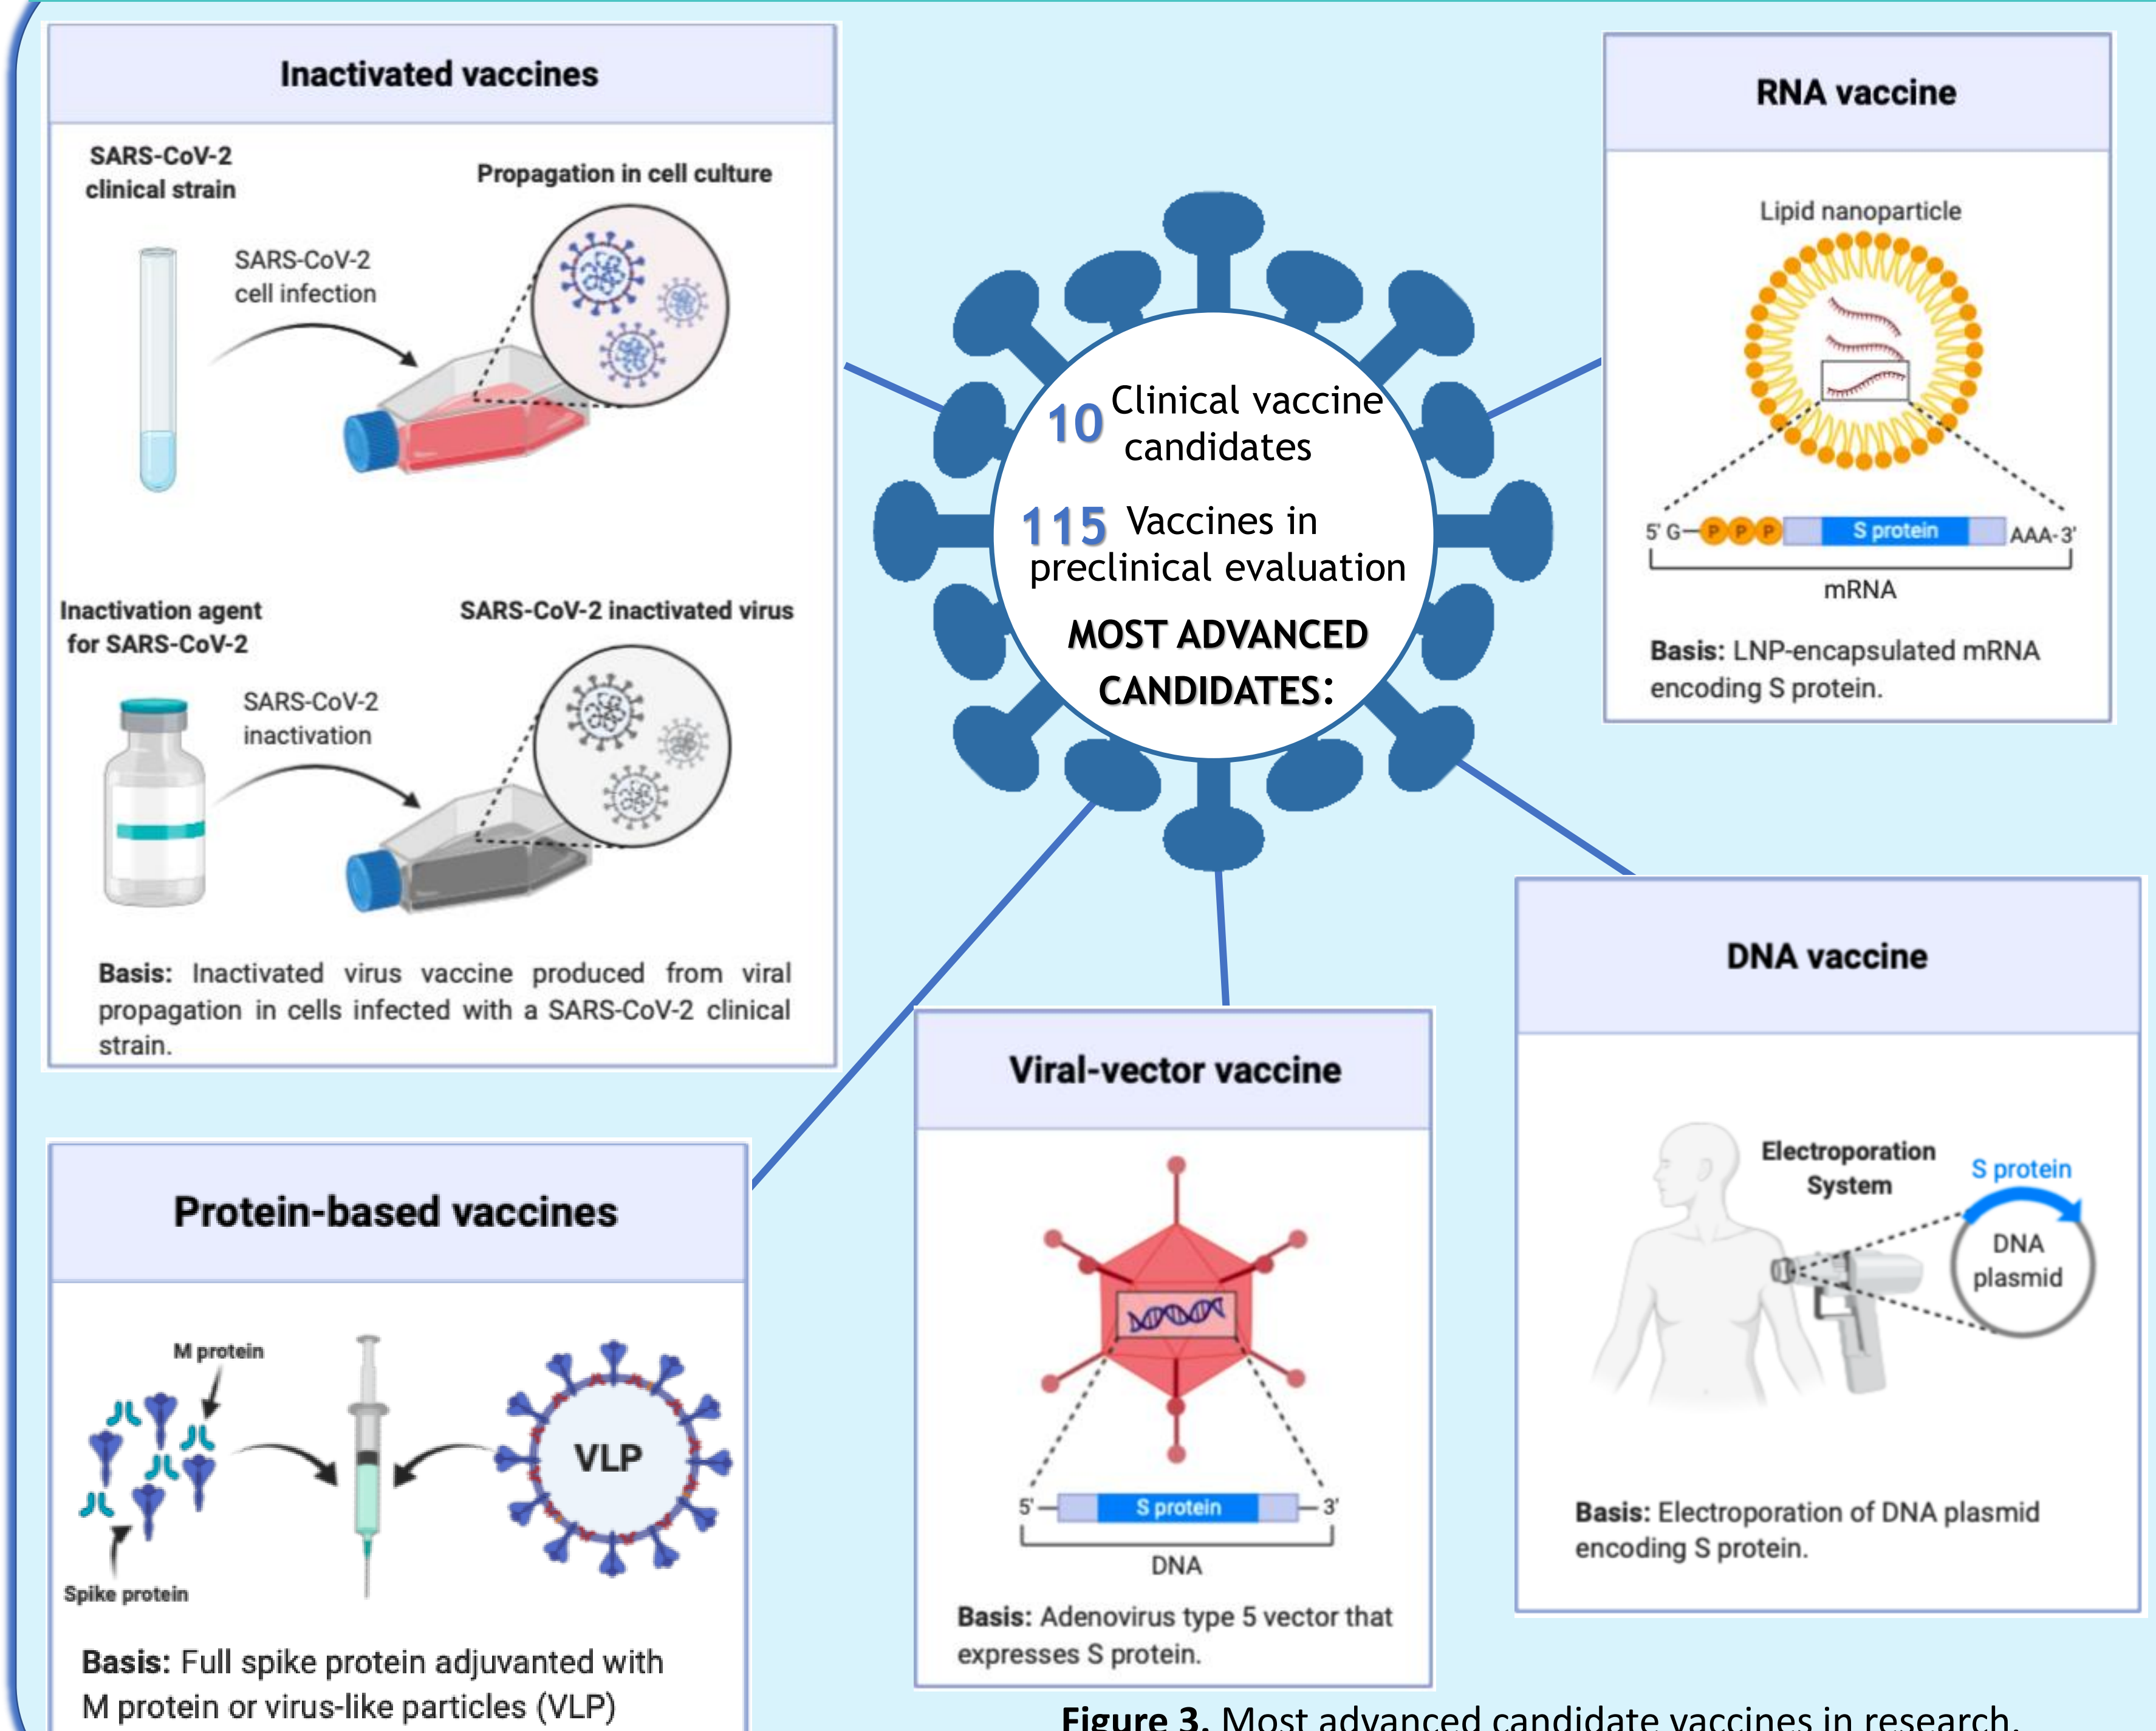 Inactivated vaccines
SARS-CoV-2
clinical strain
Propagation in cell culture
SARS-CoV-2
cell infection
Inactivation agent
for SARS-CoV-2
SARS-CoV-2 inactivated virus
SARS-CoV-2
inactivation
Basis: Inactivated virus vaccine produced from viral
propagation in cells infected with a SARS-CoV-2 clinical
strain.
10 Clinical vaccine
candidates
115 Vaccines in
preclinical evaluation
MOST ADVANCED
CANDIDATES:
RNA vaccine
Lipid nanoparticle
5' G P P P S protein AAA-3'
mRNA
Basis: LNP-encapsulated mRNA
encoding S protein.
Protein-based vaccines
M protein
VLP
Spike protein
Basis: Full spike protein adjuvanted with
M protein or virus-like particles (VLP)
Viral-vector vaccine
5' S protein 3'
DNA
Basis: Adenovirus type 5 vector that
expresses S protein.
DNA vaccine
Electroporation
System
S protein
DNA
plasmid
Basis: Electroporation of DNA plasmid
encoding S protein.
Figure 3. Most advanced candidate vaccines in research.